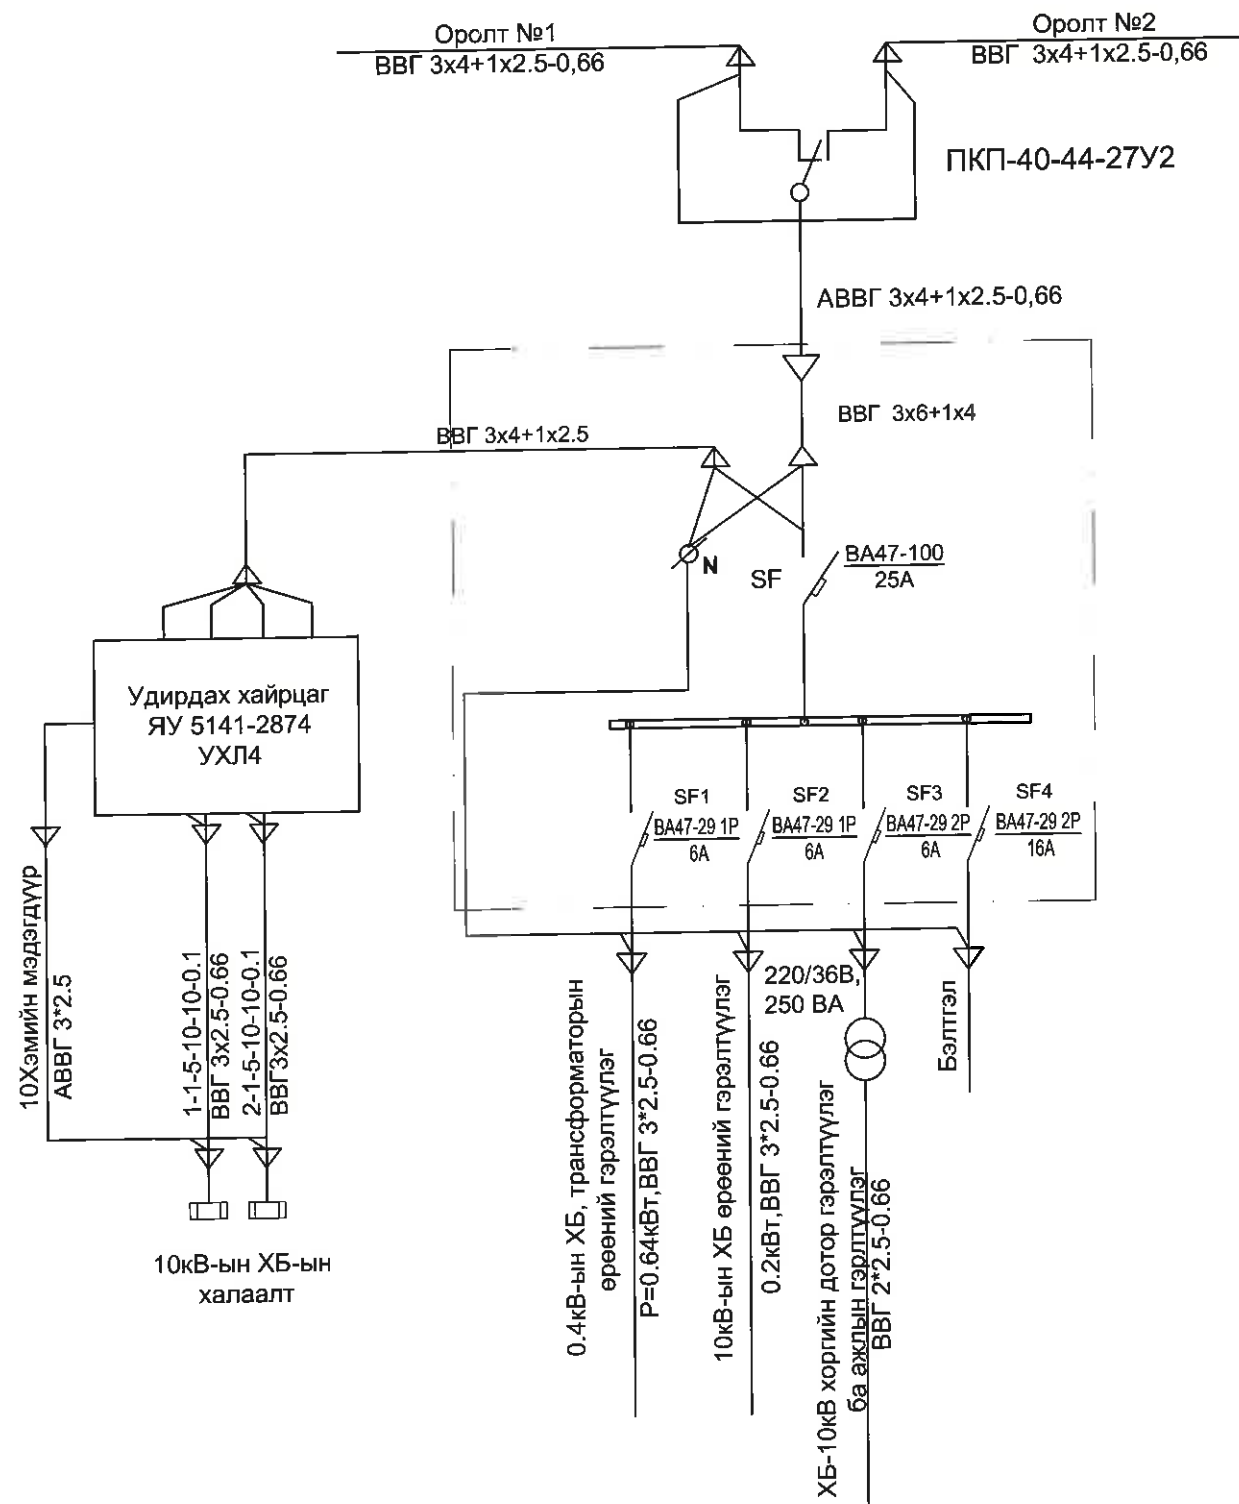 Оролт №1
ВВГ 3х4+1х2.5-0,66
Оролт №2
ВВГ 3х4+1х2.5-0,66
ПКП-40-44-27У2
АВВГ 3х4+1х2.5-0,66
ВВГ 3х6+1х4
ВВГ 3х4+1х2.5
N
SF
ВА47-100
25А
Удирдах хайрцаг
ЯУ 5141-2874
УХЛ4
SF1
ВА47-29 1Р
6А
SF2
ВА47-29 1Р
6А
SF3
ВА47-29 2Р
6А
SF4
ВА47-29 2Р
16А
10Хэмийн мэдэгдүүр
АВВГ 3*2.5
1-1-5-10-10-0.1
ВВГ 3х2.5-0.66
2-1-5-10-10-0.1
ВВГ3х2.5-0.66
10кВ-ын ХБ-ын
халаалт
0.4кВ-ын ХБ, трансформаторын
өрөөний гэрэлтүүлэг
Р=0.64кВт,ВВГ 3*2.5-0.66
10кВ-ын ХБ өрөөний гэрэлтүүлэг
0.2кВт,ВВГ 3*2.5-0.66
220/36В,
250 ВА
ХБ-10кВ хоргийн дотор гэрэлтүүлэг
ба ажлын гэрлтүүлэг
ВВГ 2*2.5-0.66
Бэлтгэл